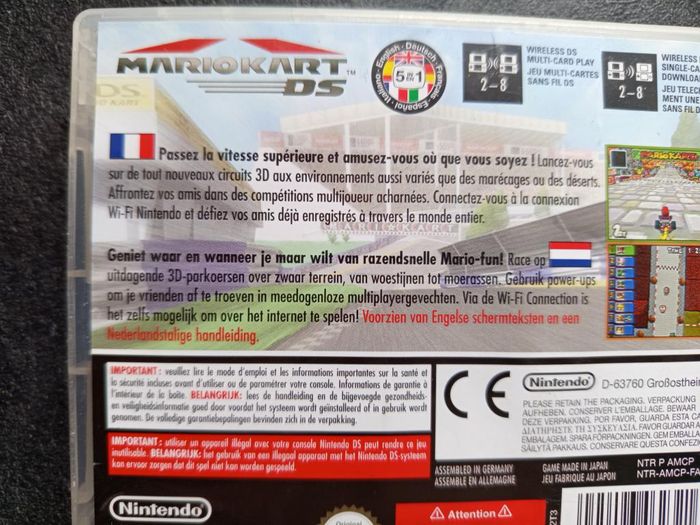 MARIOKART™
DS
English • Deutsch • Français • Español • Italiano
5 IN EN 1
WIRELESS DS
MULTI-CARD PLAY
JEU MULTI-CARTES
SANS FIL DS
2-8
WIRELESS
SINGLE-CA
DOWNLOA
JEU TELEC
MENT UNE
SANS FIL DS
2-8
Passez la vitesse supérieure et amusez-vous où que vous soyez ! Lancez-vous
sur de tout nouveaux circuits 3D aux environnements aussi variés que des marécages ou des déserts.
Affrontez vos amis dans des compétitions multijoueur acharnées. Connectez-vous à la connexion
Wi-Fi Nintendo et défiez vos amis déjà enregistrés à travers le monde entier.
Geniet waar en wanneer je maar wilt van razendsnelle Mario-fun! Race op
uitdagende 3D-parkoersen over zwaar terrein, van woestijnen tot moerassen. Gebruik power-ups
om je vrienden af te troeven in meedogenloze multiplayergevechten. Via de Wi-Fi Connection is
het zelfs mogelijk om over het internet te spelen! Voorzien van Engelse schermteksten en een
Nederlandstalige handleiding.
IMPORTANT : veuillez lire le mode d'emploi et les informations importantes sur la santé et
la sécurité incluses avant d'utiliser ou de paramétrer votre console. Informations de garantie à
l'intérieur de la boîte. BELANGRIJK: lees de handleiding en de bijgevoegde gezondheids-
en veiligheidsinformatie goed door voordat het systeem wordt geïnstalleerd of in gebruik wordt
genomen. De volledige garantiebepalingen bevinden zich in de verpakking.
IMPORTANT : utiliser un appareil illégal avec votre console Nintendo DS peut rendre ce jeu
inutilisable. BELANGRIJK: het gebruik van een illegaal apparaat met het Nintendo DS-systeem
kan ervoor zorgen dat dit spel niet kan worden gespeeld.
CE
Nintendo D-63760 Großosthei
PLEASE RETAIN THE PACKAGING. VERPACKUNG
AUFHEBEN. CONSERVER L'EMBALLAGE. BEWAAR
DEZE VERPAKKING. POR FAVOR, GUARDA ESTA CA
ΔΙΑΤΗΡΗΣΤΕ ΤΗ ΣΥΣΚΕΥΑΣΙΑ. FAVOR GUARDAR A
EMBALAGEM. SPARA FÖRPACKNINGEN. GEM EMBALLA
SÄILYTÄ PAKKAUS. CONSERVARE QUESTA CONFEZ
ASSEMBLED IN GERMANY
ASSEMBLÉ EN ALLEMAGNE
GAME MADE IN JAPAN
JEU FABRIQUÉ AU JAPON
NTR P AMCP
NTR-AMCP-FA
Nintendo
Original
Attention
2T3